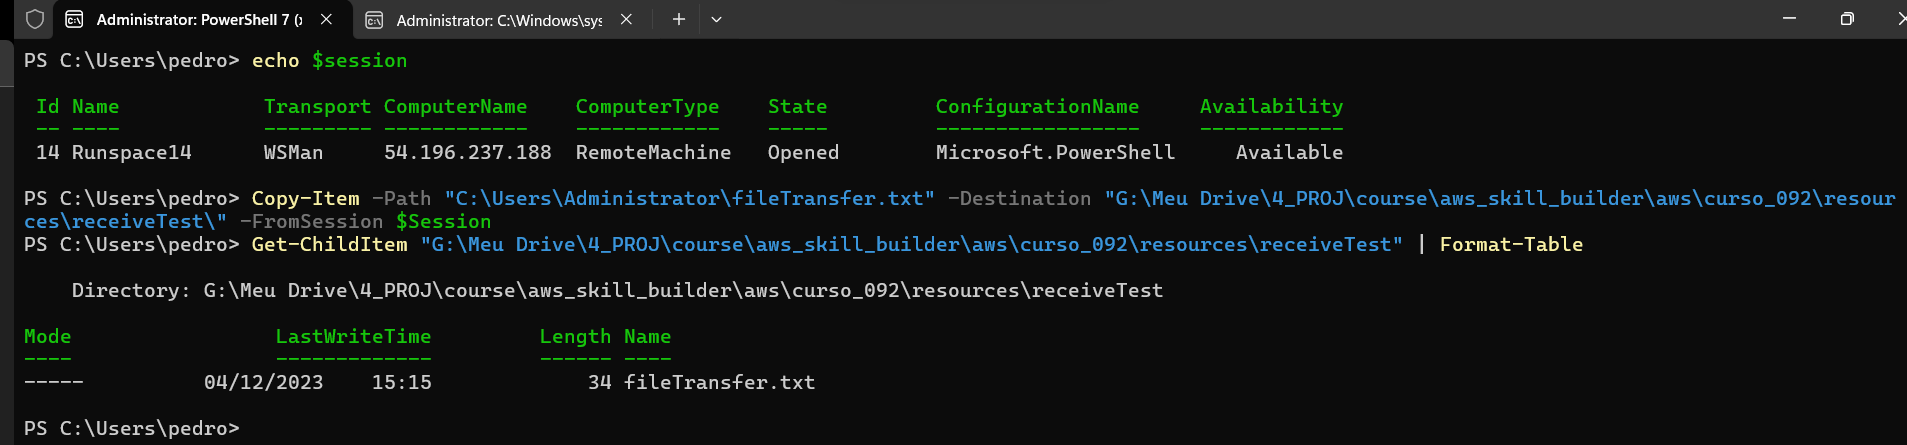 Administrator: PowerShell 7 (x Administrator: C:\Windows\sys
PS C:\Users\pedro> echo $session
Id Name Transport ComputerName ComputerType State ConfigurationName Availability
-- ---- --------- ------------ ------------ ----- ----------------- ------------
14 Runspace14 WSMan 54.196.237.188 RemoteMachine Opened Microsoft.PowerShell Available
PS C:\Users\pedro> Copy-Item -Path "C:\Users\Administrator\fileTransfer.txt" -Destination "G:\Meu Drive\4_PROJ\course\aws_skill_builder\aws\curso_092\resour
ces\receiveTest\" -FromSession $Session
PS C:\Users\pedro> Get-ChildItem "G:\Meu Drive\4_PROJ\course\aws_skill_builder\aws\curso_092\resources\receiveTest" | Format-Table
Directory: G:\Meu Drive\4_PROJ\course\aws_skill_builder\aws\curso_092\resources\receiveTest
Mode LastWriteTime Length Name
---- ------------- ------ ----
----- 04/12/2023 15:15 34 fileTransfer.txt
PS C:\Users\pedro>